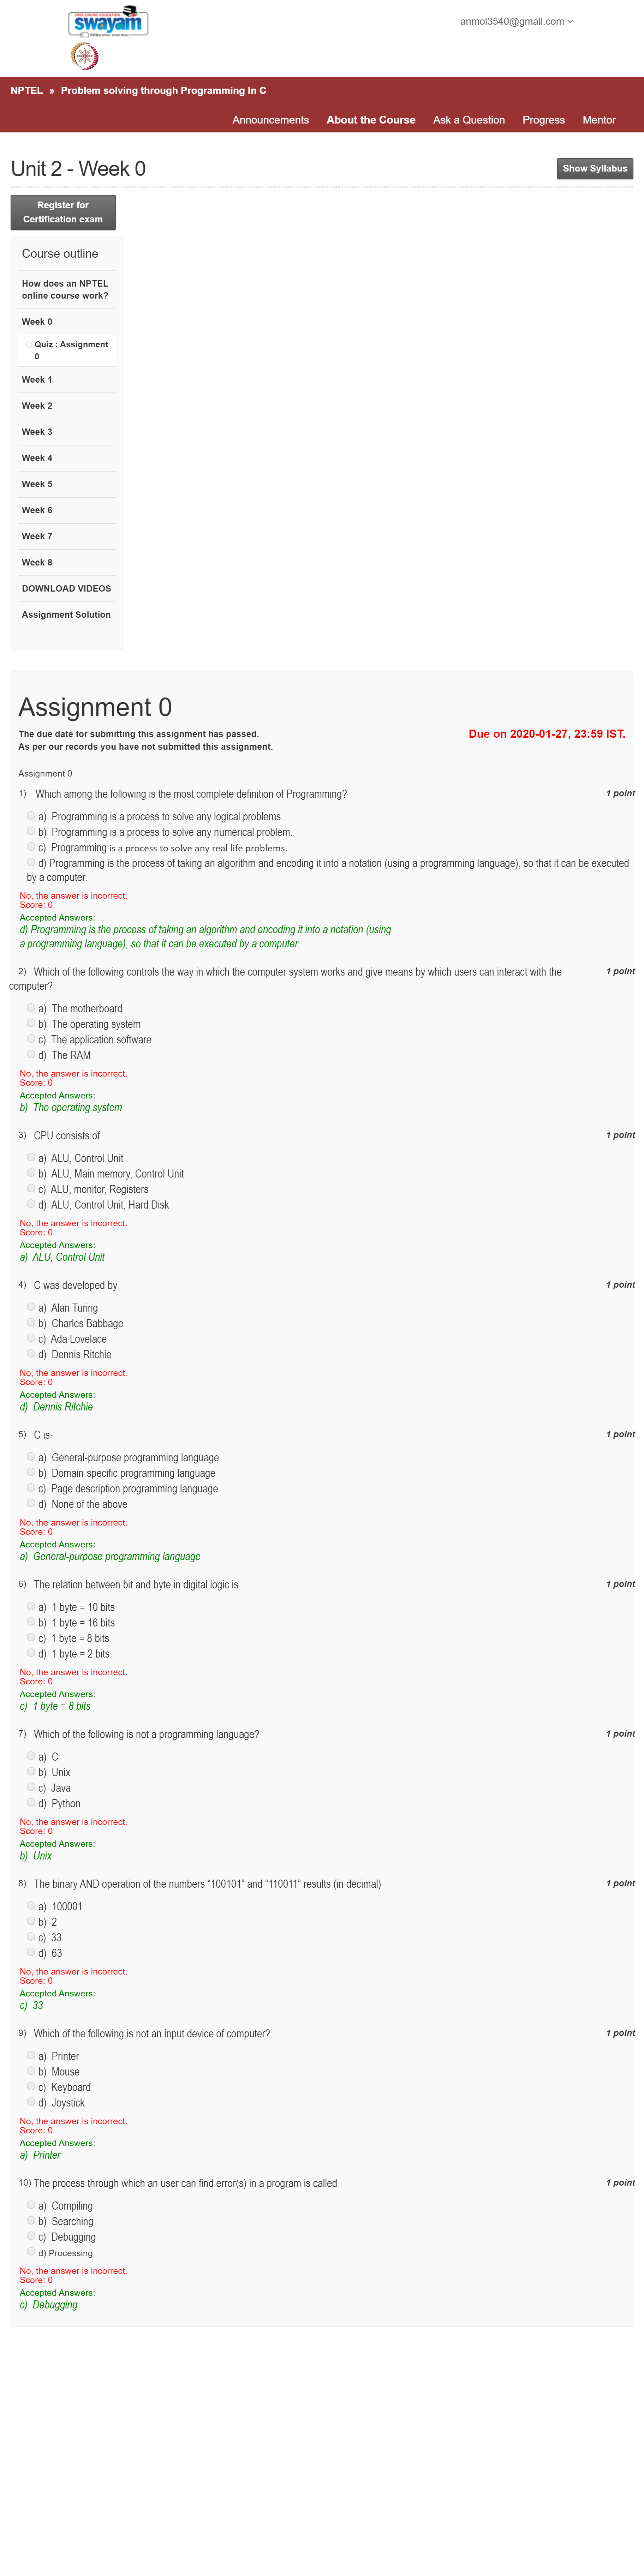 swayam
anmol3540@gmail.com
NPTEL » Problem solving through Programming In C
Announcements About the Course Ask a Question Progress Mentor
Unit 2 - Week 0
Show Syllabus
Register for
Certification exam
Course outline
How does an NPTEL
online course work?
Week 0
Quiz : Assignment
0
Week 1
Week 2
Week 3
Week 4
Week 5
Week 6
Week 7
Week 8
DOWNLOAD VIDEOS
Assignment Solution
Assignment 0
The due date for submitting this assignment has passed.
Due on 2020-01-27, 23:59 IST.
As per our records you have not submitted this assignment.
Assignment 0
1) Which among the following is the most complete definition of Programming? 1 point
a) Programming is a process to solve any logical problems.
b) Programming is a process to solve any numerical problem.
c) Programming is a process to solve any real life problems.
d) Programming is the process of taking an algorithm and encoding it into a notation (using a programming language), so that it can be executed
by a computer.
No, the answer is incorrect.
Score: 0
Accepted Answers:
d) Programming is the process of taking an algorithm and encoding it into a notation (using
a programming language), so that it can be executed by a computer.
2) Which of the following controls the way in which the computer system works and give means by which users can interact with the 1 point
computer?
a) The motherboard
b) The operating system
c) The application software
d) The RAM
No, the answer is incorrect.
Score: 0
Accepted Answers:
b) The operating system
3) CPU consists of 1 point
a) ALU, Control Unit
b) ALU, Main memory, Control Unit
c) ALU, monitor, Registers
d) ALU, Control Unit, Hard Disk
No, the answer is incorrect.
Score: 0
Accepted Answers:
a) ALU, Control Unit
4) C was developed by 1 point
a) Alan Turing
b) Charles Babbage
c) Ada Lovelace
d) Dennis Ritchie
No, the answer is incorrect.
Score: 0
Accepted Answers:
d) Dennis Ritchie
5) C is- 1 point
a) General-purpose programming language
b) Domain-specific programming language
c) Page description programming language
d) None of the above
No, the answer is incorrect.
Score: 0
Accepted Answers:
a) General-purpose programming language
6) The relation between bit and byte in digital logic is 1 point
a) 1 byte = 10 bits
b) 1 byte = 16 bits
c) 1 byte = 8 bits
d) 1 byte = 2 bits
No, the answer is incorrect.
Score: 0
Accepted Answers:
c) 1 byte = 8 bits
7) Which of the following is not a programming language? 1 point
a) C
b) Unix
c) Java
d) Python
No, the answer is incorrect.
Score: 0
Accepted Answers:
b) Unix
8) The binary AND operation of the numbers “100101” and “110011” results (in decimal) 1 point
a) 100001
b) 2
c) 33
d) 63
No, the answer is incorrect.
Score: 0
Accepted Answers:
c) 33
9) Which of the following is not an input device of computer? 1 point
a) Printer
b) Mouse
c) Keyboard
d) Joystick
No, the answer is incorrect.
Score: 0
Accepted Answers:
a) Printer
10) The process through which an user can find error(s) in a program is called 1 point
a) Compiling
b) Searching
c) Debugging
d) Processing
No, the answer is incorrect.
Score: 0
Accepted Answers:
c) Debugging